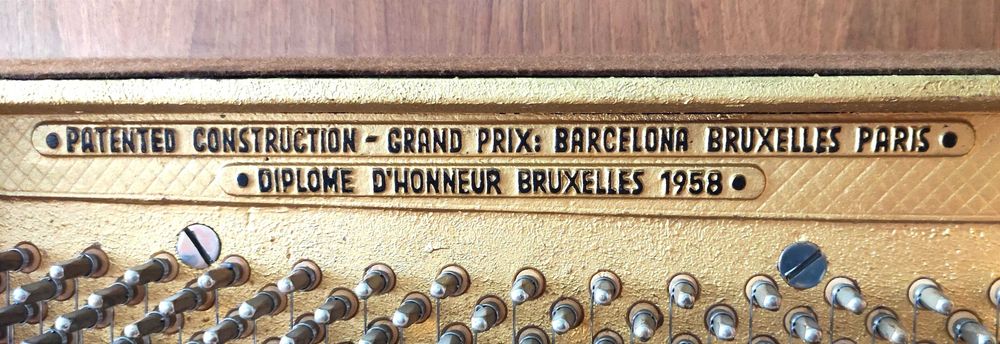 •PATENTED CONSTRUCTION - GRAND PRIX: BARCELONA BRUXELLES PARIS•
•DIPLOME D'HONNEUR BRUXELLES 1958•